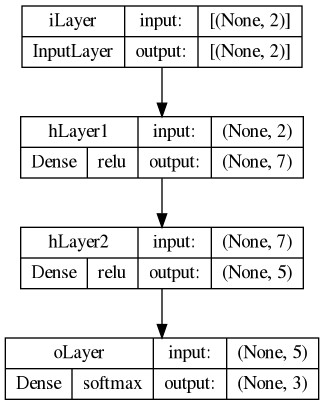 iLayer input: [(None, 2)]
InputLayer output: [(None, 2)]
hLayer1 input: (None, 2)
Dense relu output: (None, 7)
hLayer2 input: (None, 7)
Dense relu output: (None, 5)
oLayer input: (None, 5)
Dense softmax output: (None, 3)